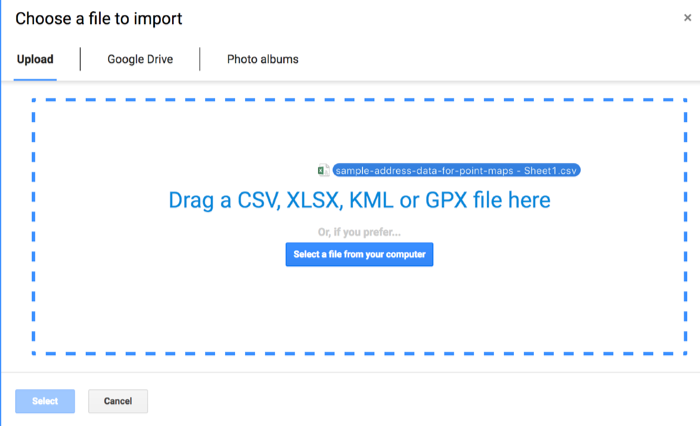 Choose a file to import
×
Upload
Google Drive
Photo albums
sample-address-data-for-point-maps - Sheet1.csv
Drag a CSV, XLSX, KML or GPX file here
Or, if you prefer...
Select a file from your computer
Select
Cancel